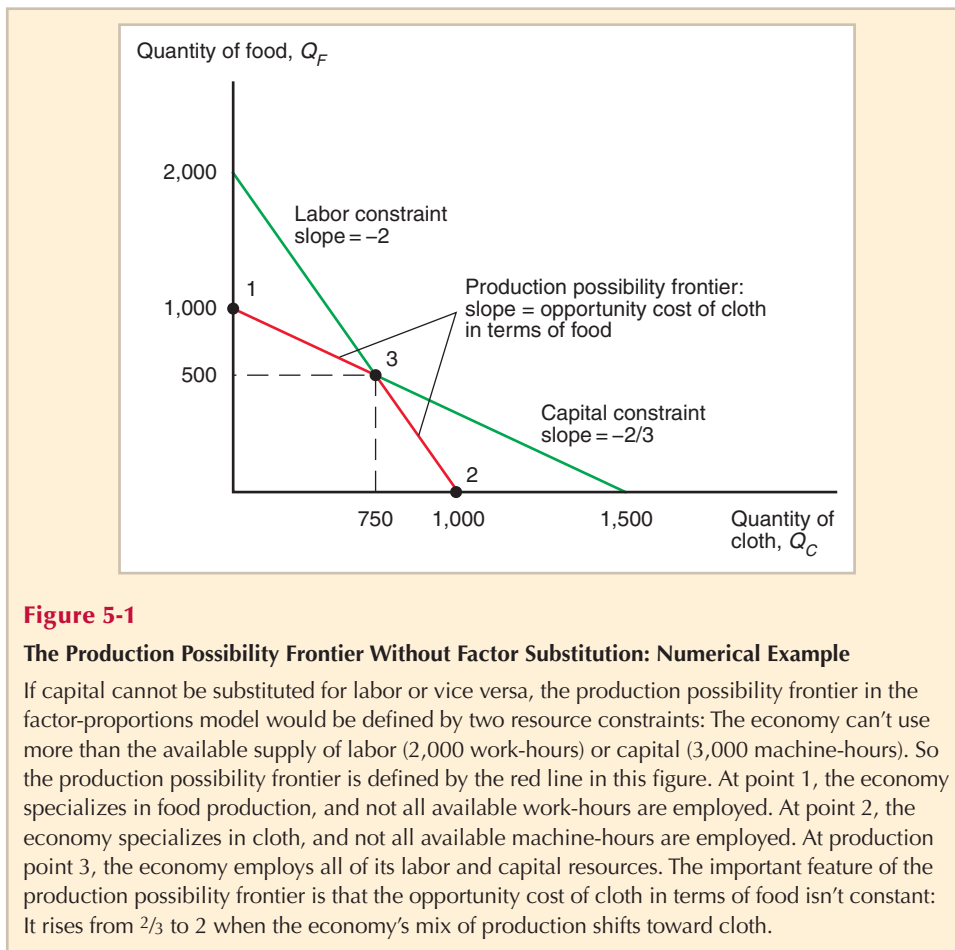 Quantity of food, Q_F
2,000
Labor constraint
slope = –2
1
Production possibility frontier:
slope = opportunity cost of cloth
in terms of food
1,000
3
500
Capital constraint
slope = –2/3
2
750
1,000
1,500
Quantity of
cloth, Q_C
Figure 5-1
The Production Possibility Frontier Without Factor Substitution: Numerical Example
If capital cannot be substituted for labor or vice versa, the production possibility frontier in the
factor-proportions model would be defined by two resource constraints: The economy can't use
more than the available supply of labor (2,000 work-hours) or capital (3,000 machine-hours). So
the production possibility frontier is defined by the red line in this figure. At point 1, the economy
specializes in food production, and not all available work-hours are employed. At point 2, the
economy specializes in cloth, and not all available machine-hours are employed. At production
point 3, the economy employs all of its labor and capital resources. The important feature of the
production possibility frontier is that the opportunity cost of cloth in terms of food isn't constant:
It rises from 2/3 to 2 when the economy's mix of production shifts toward cloth.